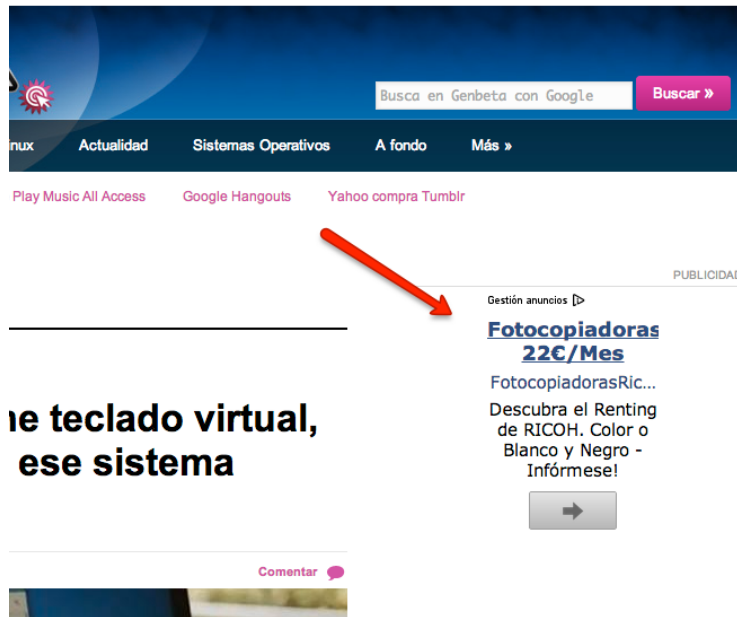 Busca en Genbeta con Google
Buscar »
Actualidad Sistemas Operativos A fondo Más »
Play Music All Access Google Hangouts Yahoo compra Tumblr
PUBLICIDAD
Gestión anuncios
Fotocopiadoras
22€/Mes
FotocopiadorasRic...
Descubra el Renting
de RICOH. Color o
Blanco y Negro -
Infórmese!
ne teclado virtual,
ese sistema
Comentar